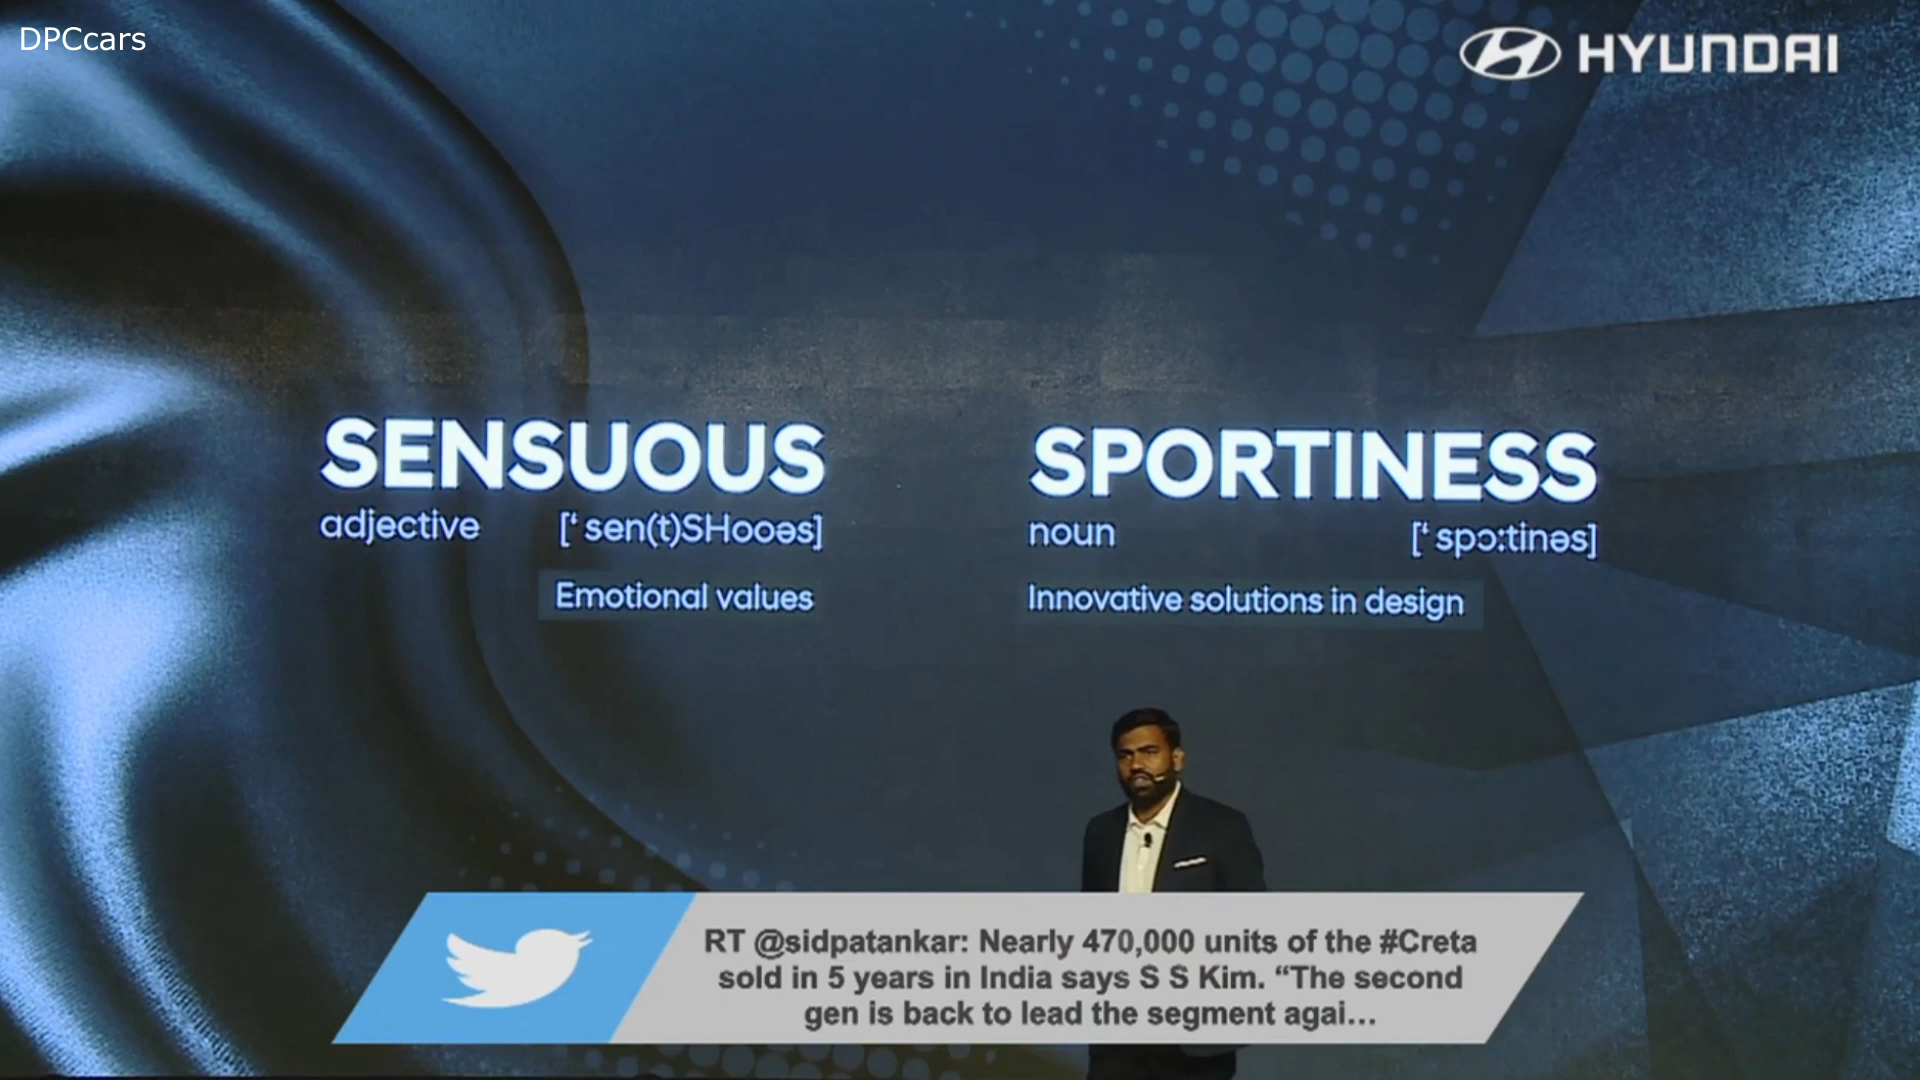 DPCcars
HYUNDAI
SENSUOUS
adjective [‘ sen(t)SHooəs]
Emotional values
SPORTINESS
noun [‘ spɔ:tinəs]
Innovative solutions in design
RT @sidpatankar: Nearly 470,000 units of the #Creta
sold in 5 years in India says S S Kim. “The second
gen is back to lead the segment agai…